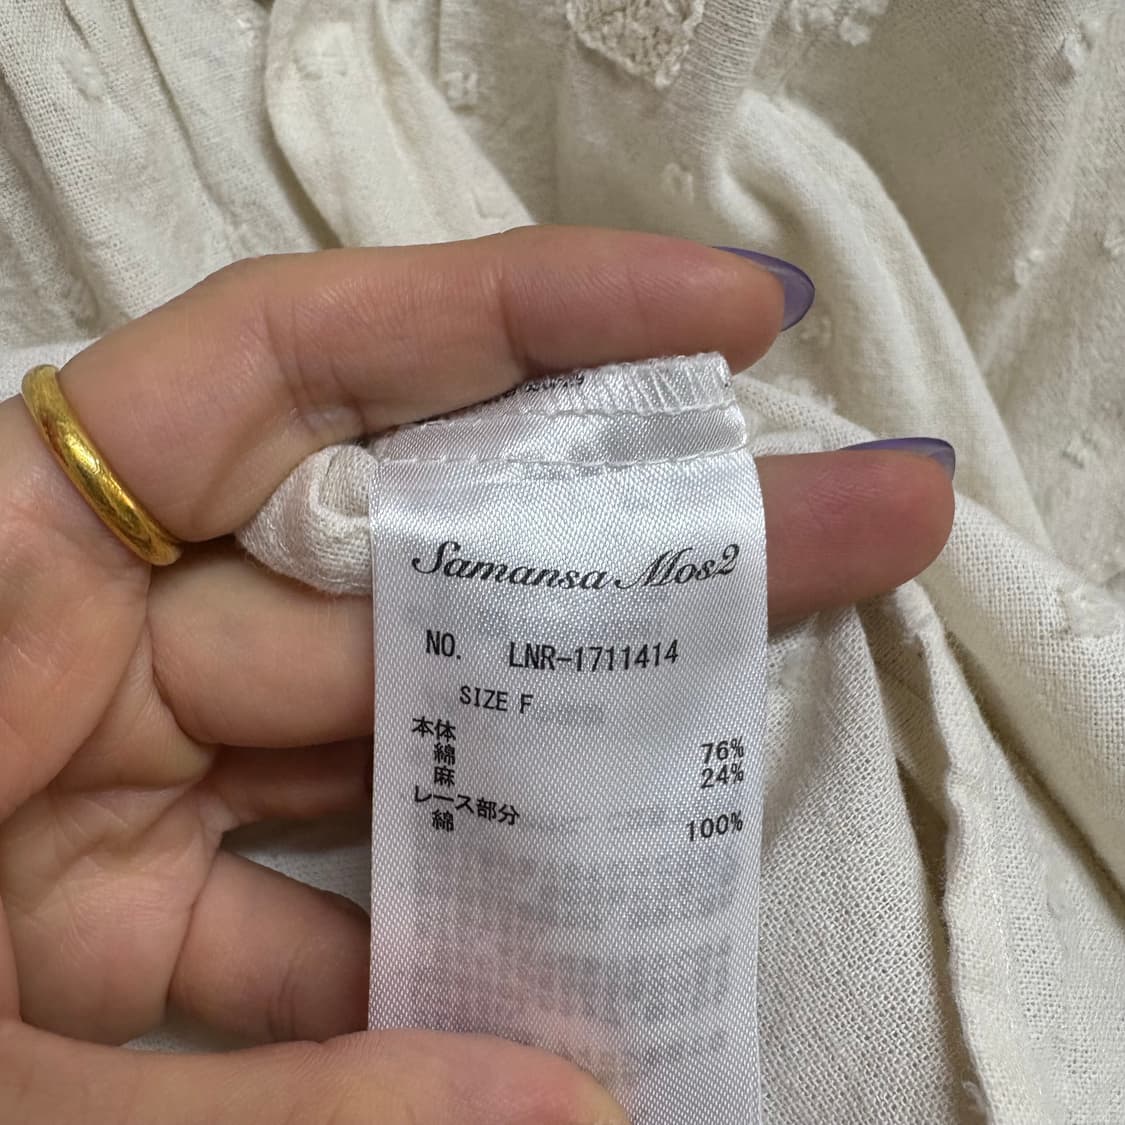 Samansa Mos2
NO. LNR-1711414
SIZE F
本体
綿 76%
麻 24%
レース部分
綿 100%